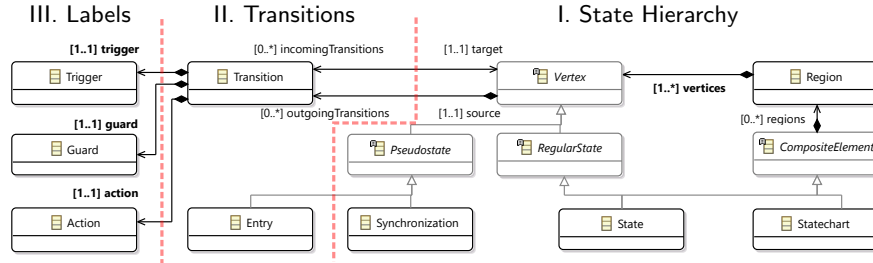 III. Labels
II. Transitions
I. State Hierarchy
[1..1] trigger
[0..*] incomingTransitions
[1..1] target
Trigger
Transition
Vertex
Region
[1..*] vertices
[1..1] guard
[0..*] outgoingTransitions
[1..1] source
[0..*] regions
Guard
Pseudostate
RegularState
CompositeElement
[1..1] action
Action
Entry
Synchronization
State
Statechart